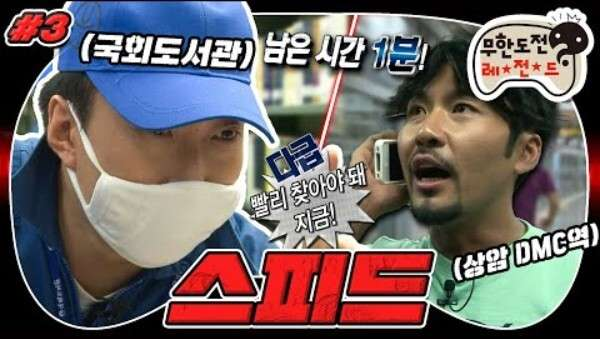 #3
(국회도서관) 남은 시간 1분!
무한도전
레★전★드
다급
빨리 찾아야 돼
지금!
(상암 DMC역)
스피드